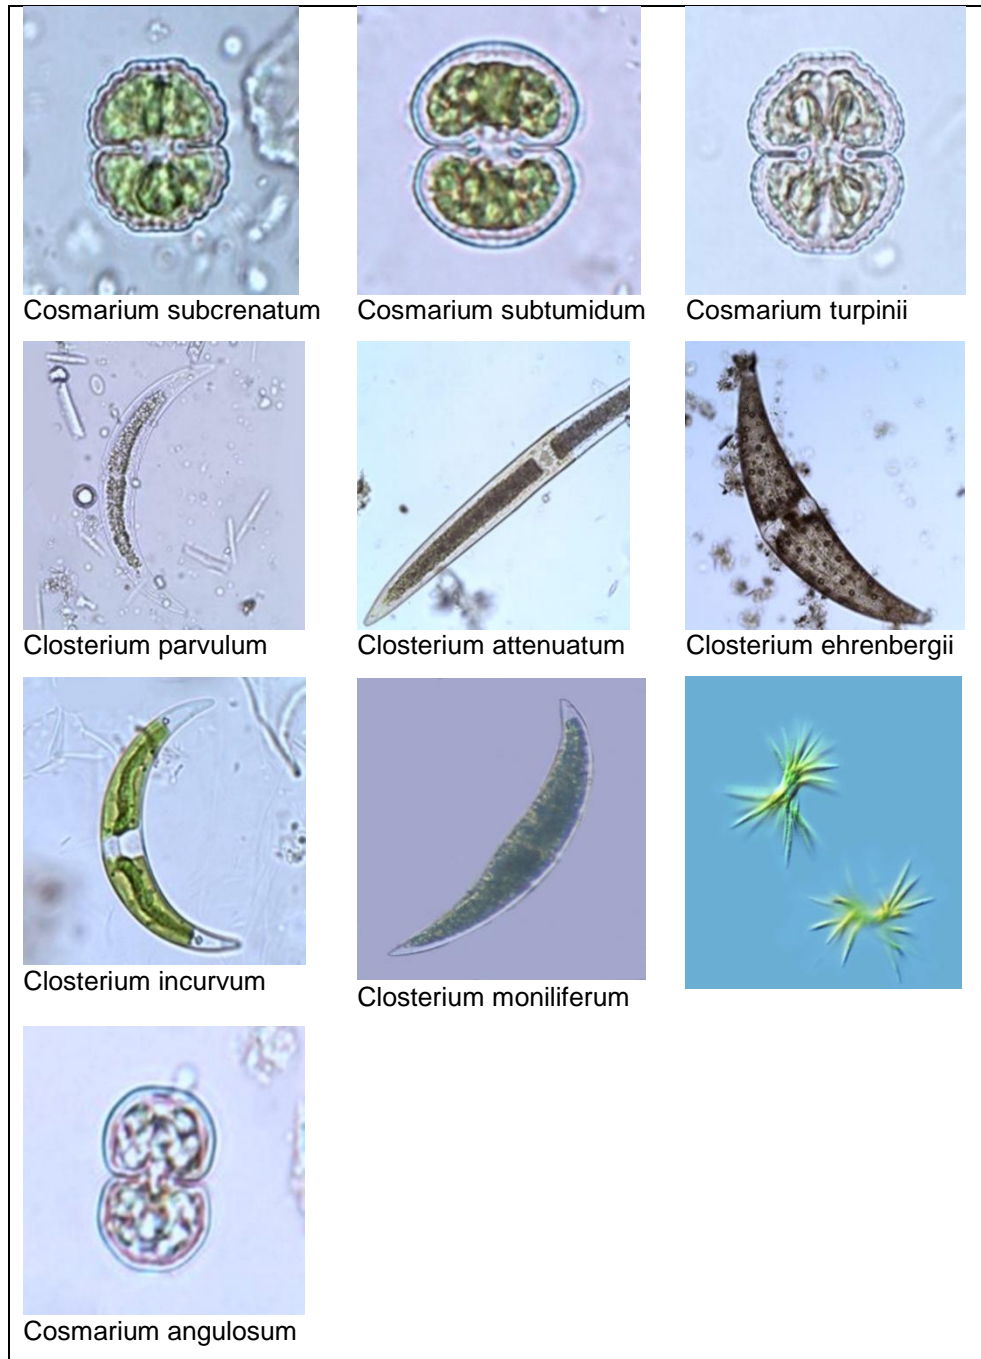 Cosmarium subcrenatum
Cosmarium subtumidum
Cosmarium turpinii
Closterium parvulum
Closterium attenuatum
Closterium ehrenbergii
Closterium incurvum
Closterium moniliferum
Cosmarium angulosum